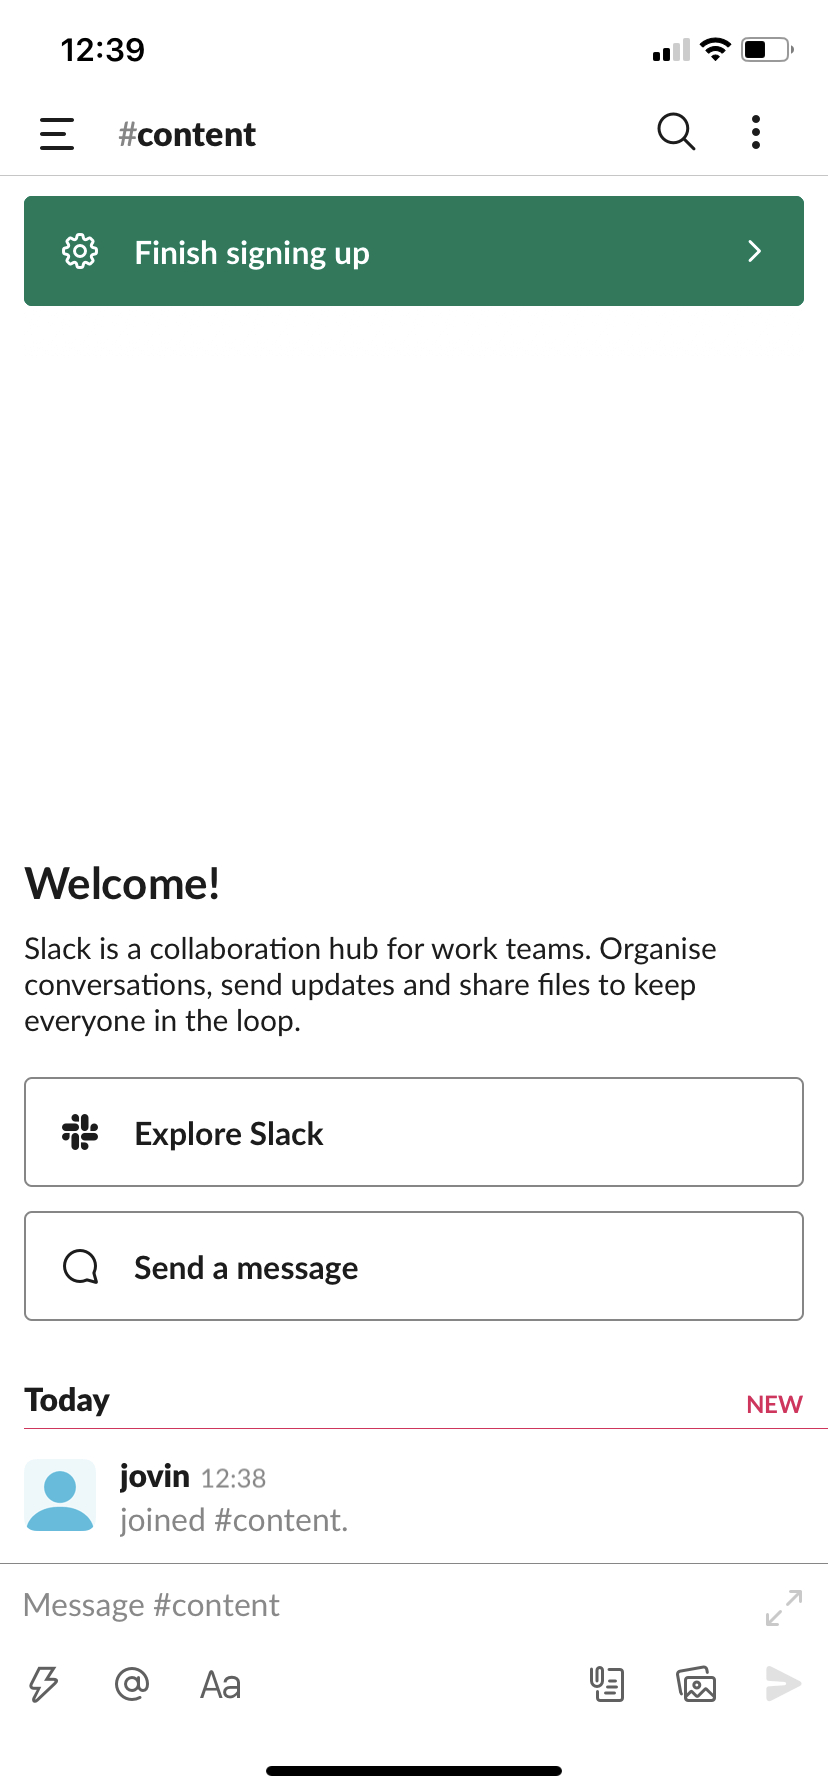 12:39
#content
Finish signing up
Welcome!
Slack is a collaboration hub for work teams. Organise
conversations, send updates and share files to keep
everyone in the loop.
Explore Slack
Send a message
Today NEW
jovin 12:38
joined #content.
Message #content
@ Aa